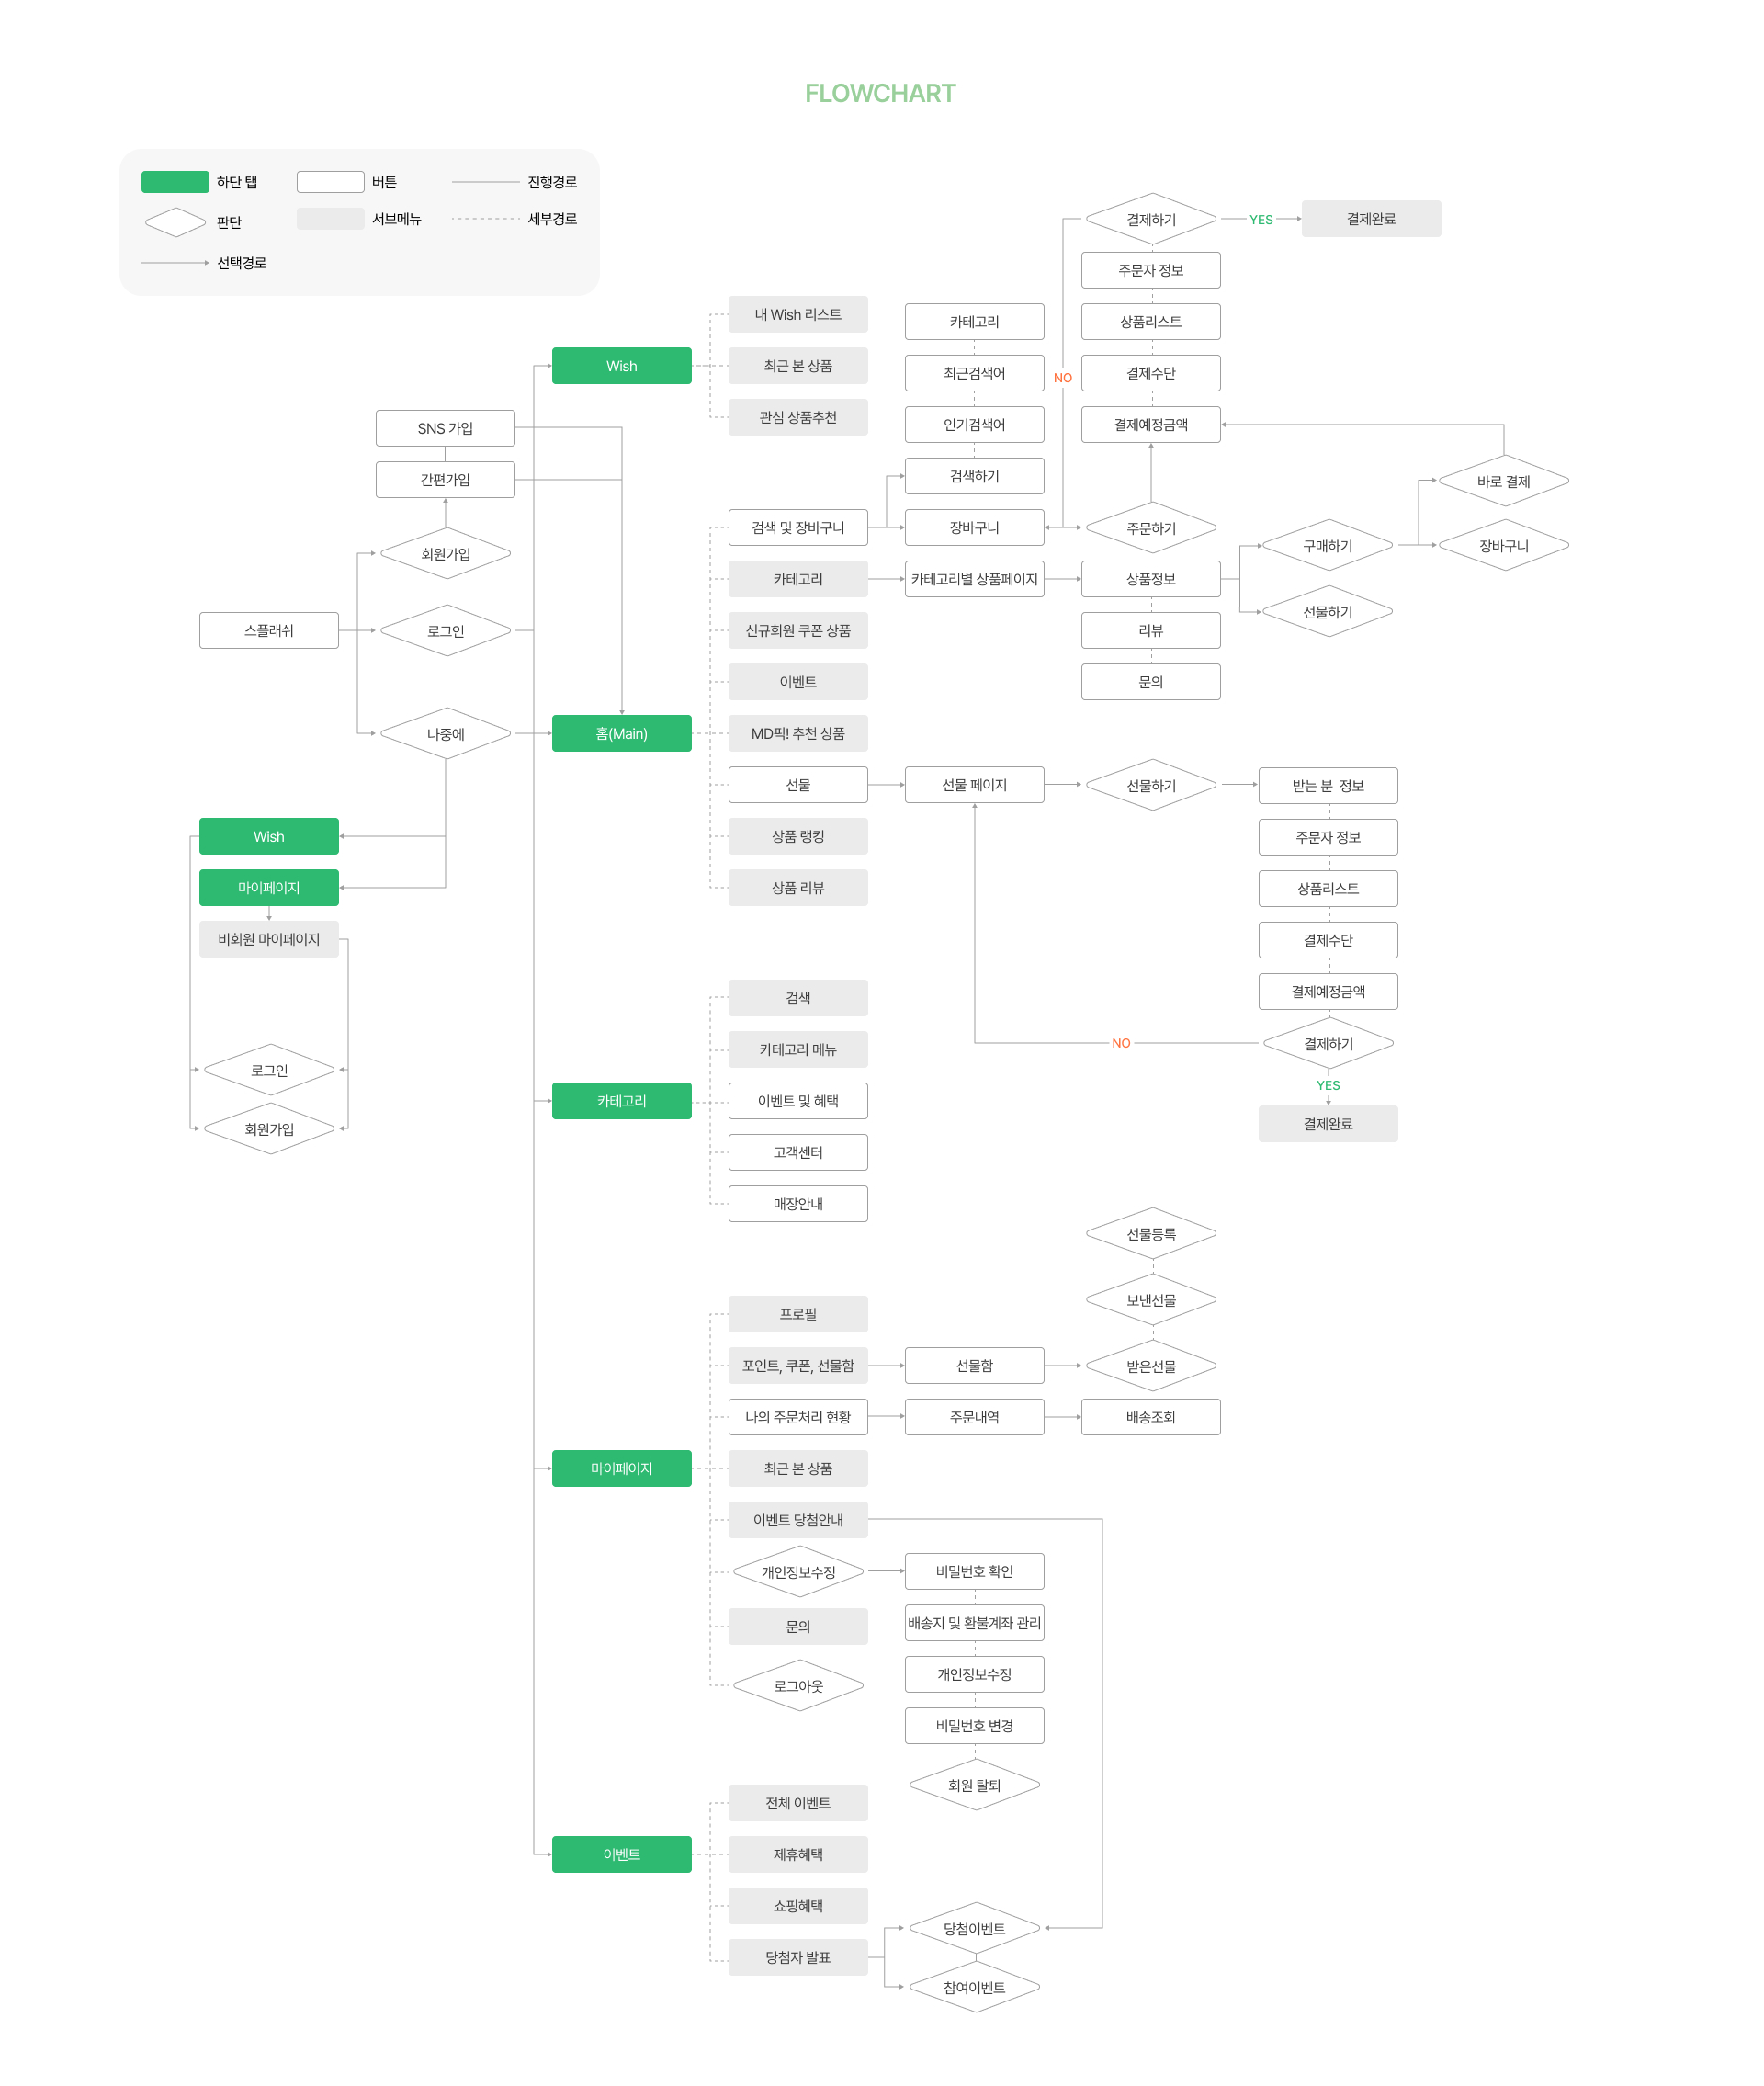 FLOWCHART
하단 탭
버튼
진행경로
판단
서브메뉴
세부경로
선택경로
결제하기
YES
결제완료
주문자 정보
상품리스트
NO
결제수단
결제예정금액
내 Wish 리스트
최근 본 상품
관심 상품추천
Wish
카테고리
최근검색어
인기검색어
검색하기
SNS 가입
간편가입
회원가입
스플래쉬
로그인
나중에
홈(Main)
검색 및 장바구니
장바구니
주문하기
바로 결제
구매하기
장바구니
선물하기
카테고리
카테고리별 상품페이지
상품정보
리뷰
문의
신규회원 쿠폰 상품
이벤트
MD픽! 추천 상품
선물
선물 페이지
선물하기
받는 분 정보
주문자 정보
상품리스트
결제수단
결제예정금액
결제하기
NO
YES
결제완료
상품 랭킹
상품 리뷰
Wish
마이페이지
비회원 마이페이지
로그인
회원가입
카테고리
검색
카테고리 메뉴
이벤트 및 혜택
고객센터
매장안내
선물등록
보낸선물
받은선물
프로필
포인트, 쿠폰, 선물함
선물함
나의 주문처리 현황
주문내역
배송조회
마이페이지
최근 본 상품
이벤트 당첨안내
개인정보수정
비밀번호 확인
배송지 및 환불계좌 관리
개인정보수정
비밀번호 변경
회원 탈퇴
문의
로그아웃
전체 이벤트
이벤트
제휴혜택
쇼핑혜택
당첨자 발표
당첨이벤트
참여이벤트